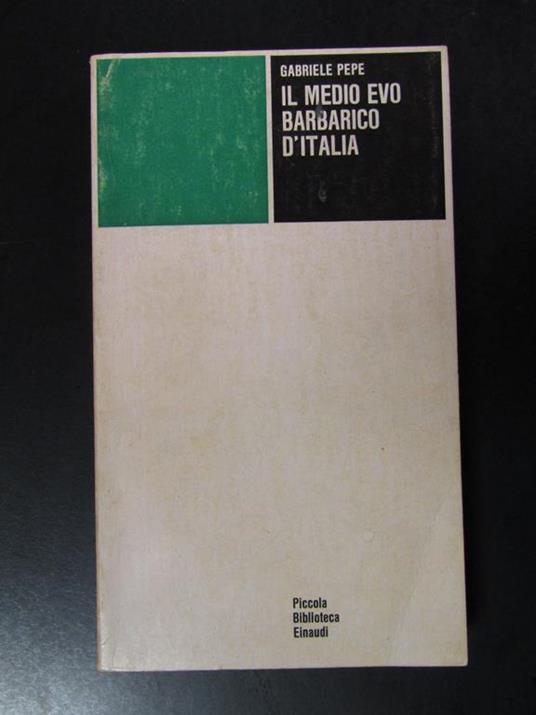 GABRIELE PEPE
IL MEDIO EVO
BARBARICO
D'ITALIA
Piccola
Biblioteca
Einaudi